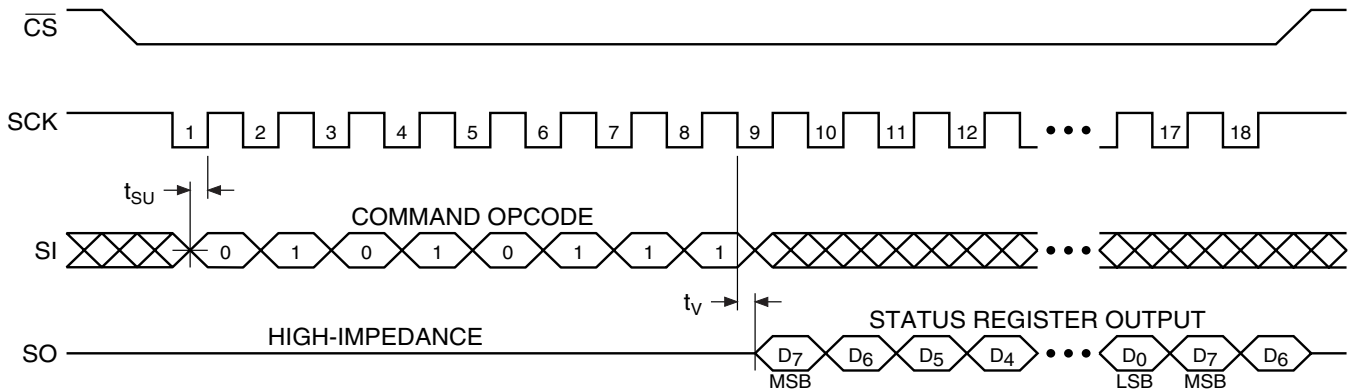 CS
SCK 1 2 3 4 5 6 7 8 9 10 11 12 ••• 17 18
tSU
COMMAND OPCODE
SI 0 1 0 1 0 1 1 1 •••
tV
HIGH-IMPEDANCE
STATUS REGISTER OUTPUT
SO D7 D6 D5 D4 ••• D0 D7 D6
MSB LSB MSB